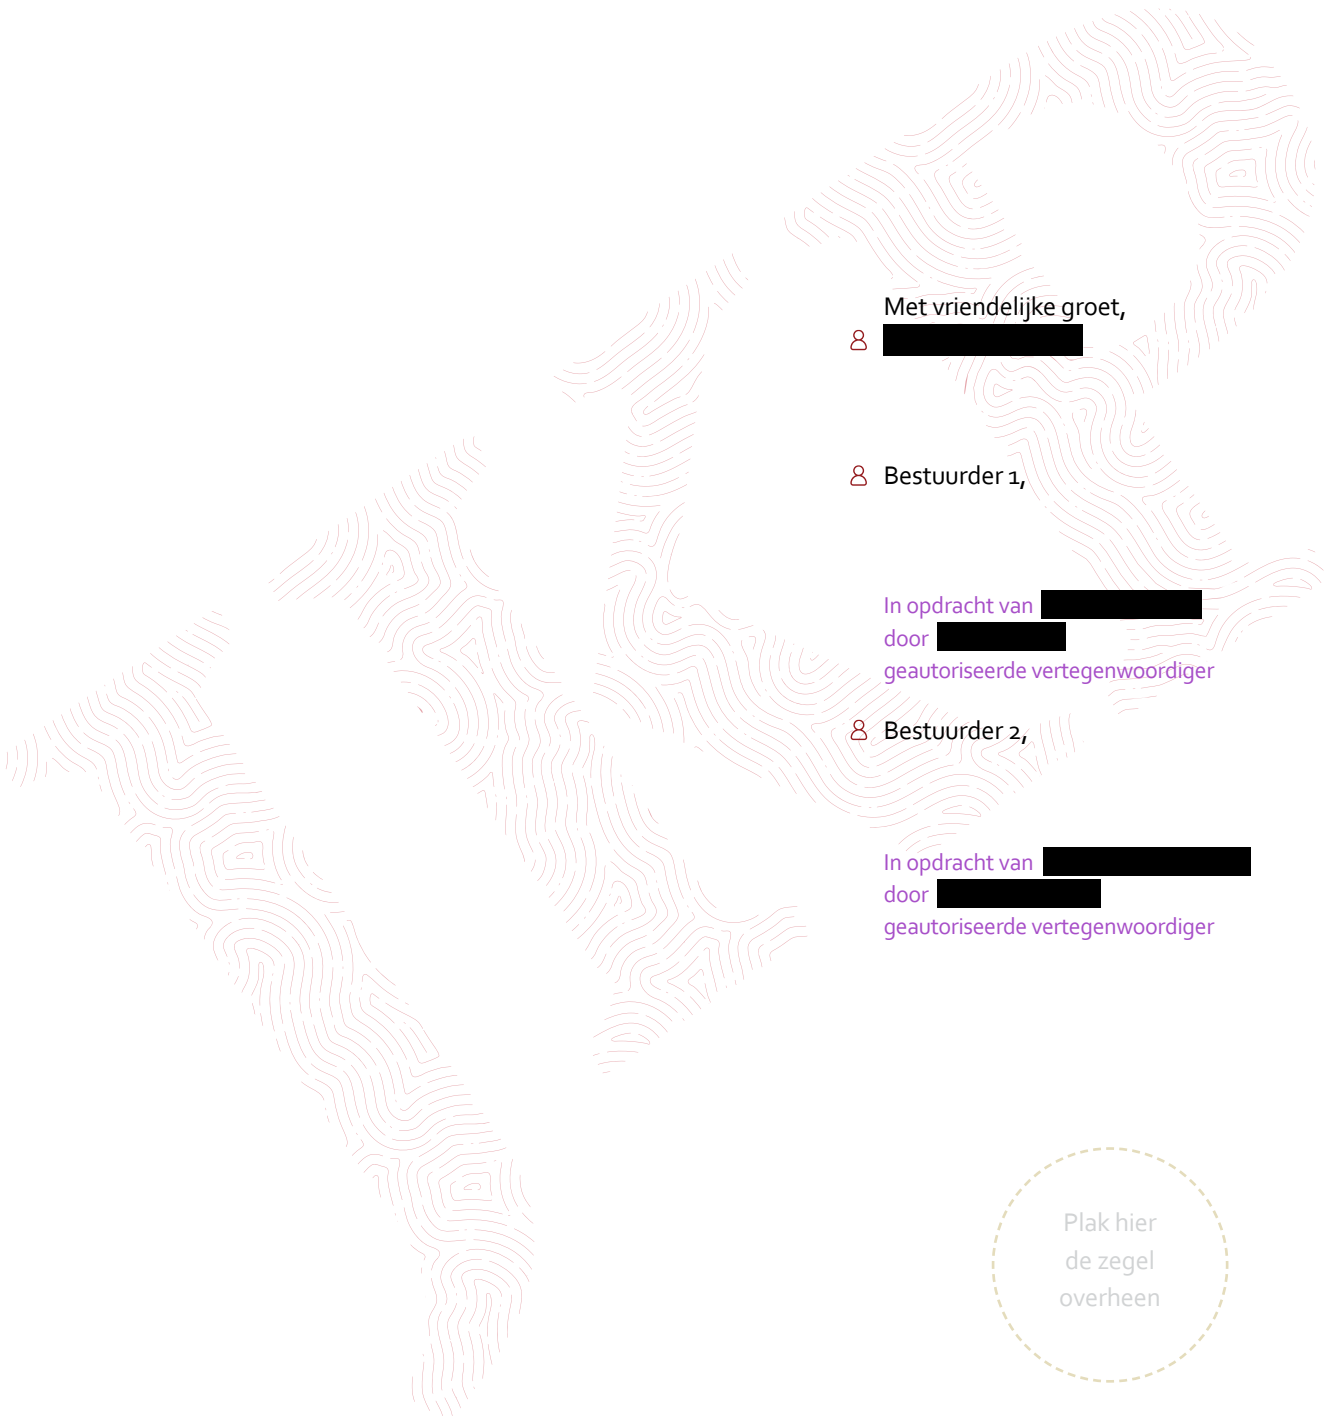 Met vriendelijke groet,
Bestuurder 1,
In opdracht van
door
geautoriseerde vertegenwoordiger
Bestuurder 2,
In opdracht van
door
geautoriseerde vertegenwoordiger
Plak hier
de zegel
overheen